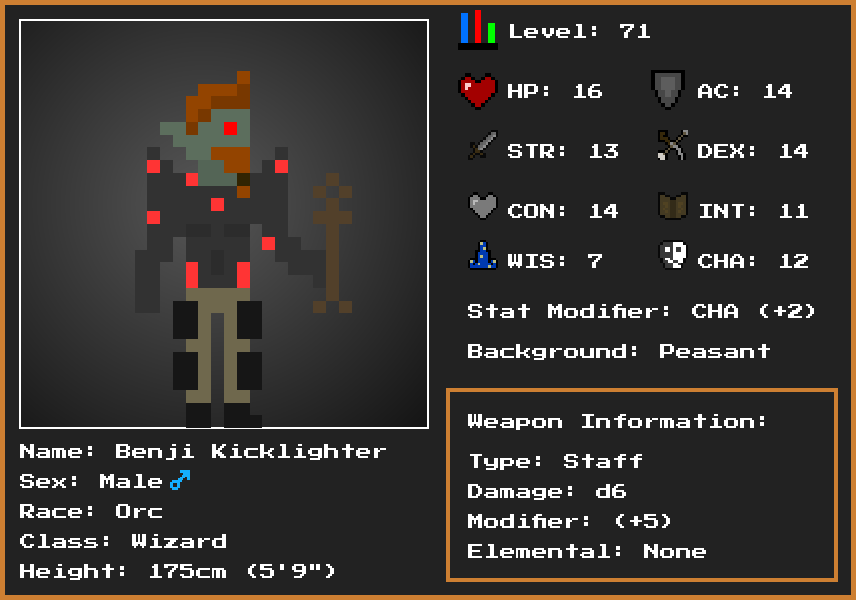 Level: 71
HP: 16
AC: 14
STR: 13
DEX: 14
CON: 14
INT: 11
WIS: 7
CHA: 12
Stat Modifier: CHA (+2)
Background: Peasant
Weapon Information:
Type: Staff
Damage: d6
Modifier: (+5)
Elemental: None
Name: Benji Kicklighter
Sex: Male ♂
Race: Orc
Class: Wizard
Height: 175cm (5'9")